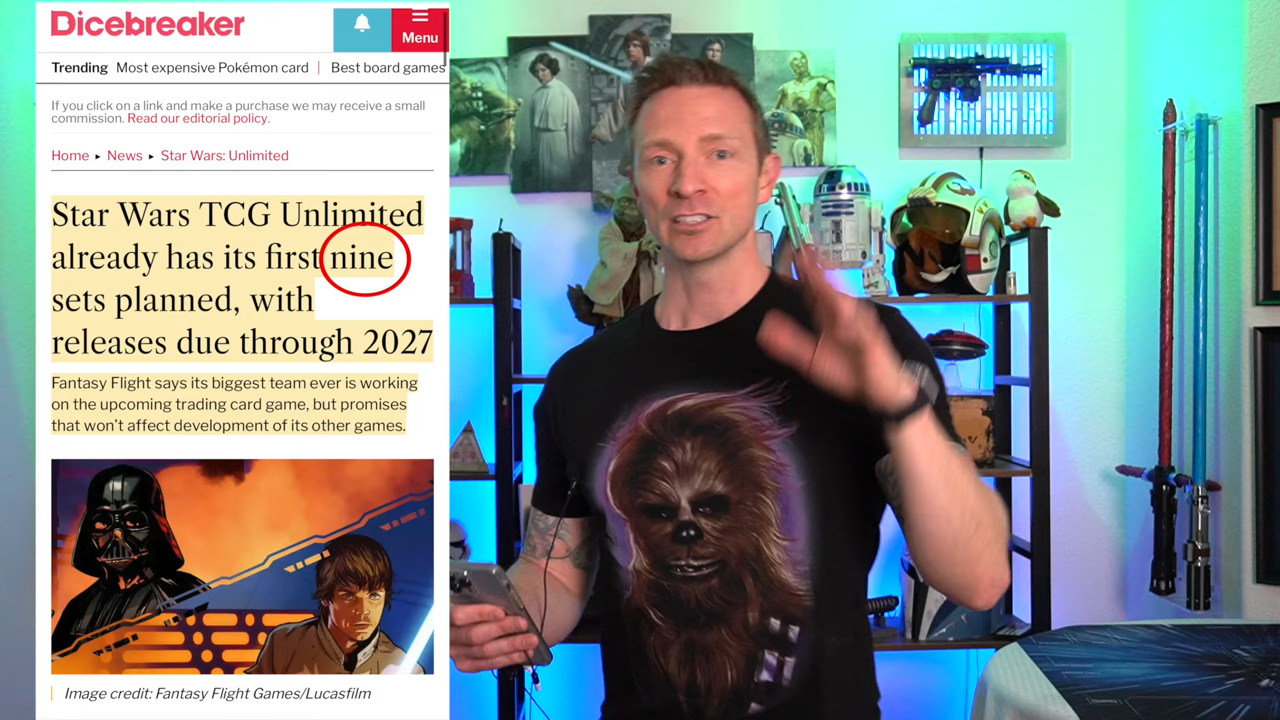 Dicebreaker
Menu
Trending Most expensive Pokémon card | Best board games
If you click on a link and make a purchase we may receive a small
commission. Read our editorial policy.
Home ▸ News ▸ Star Wars: Unlimited
Star Wars TCG Unlimited
already has its first nine
sets planned, with
releases due through 2027
Fantasy Flight says its biggest team ever is working
on the upcoming trading card game, but promises
that won't affect development of its other games.
Image credit: Fantasy Flight Games/Lucasfilm